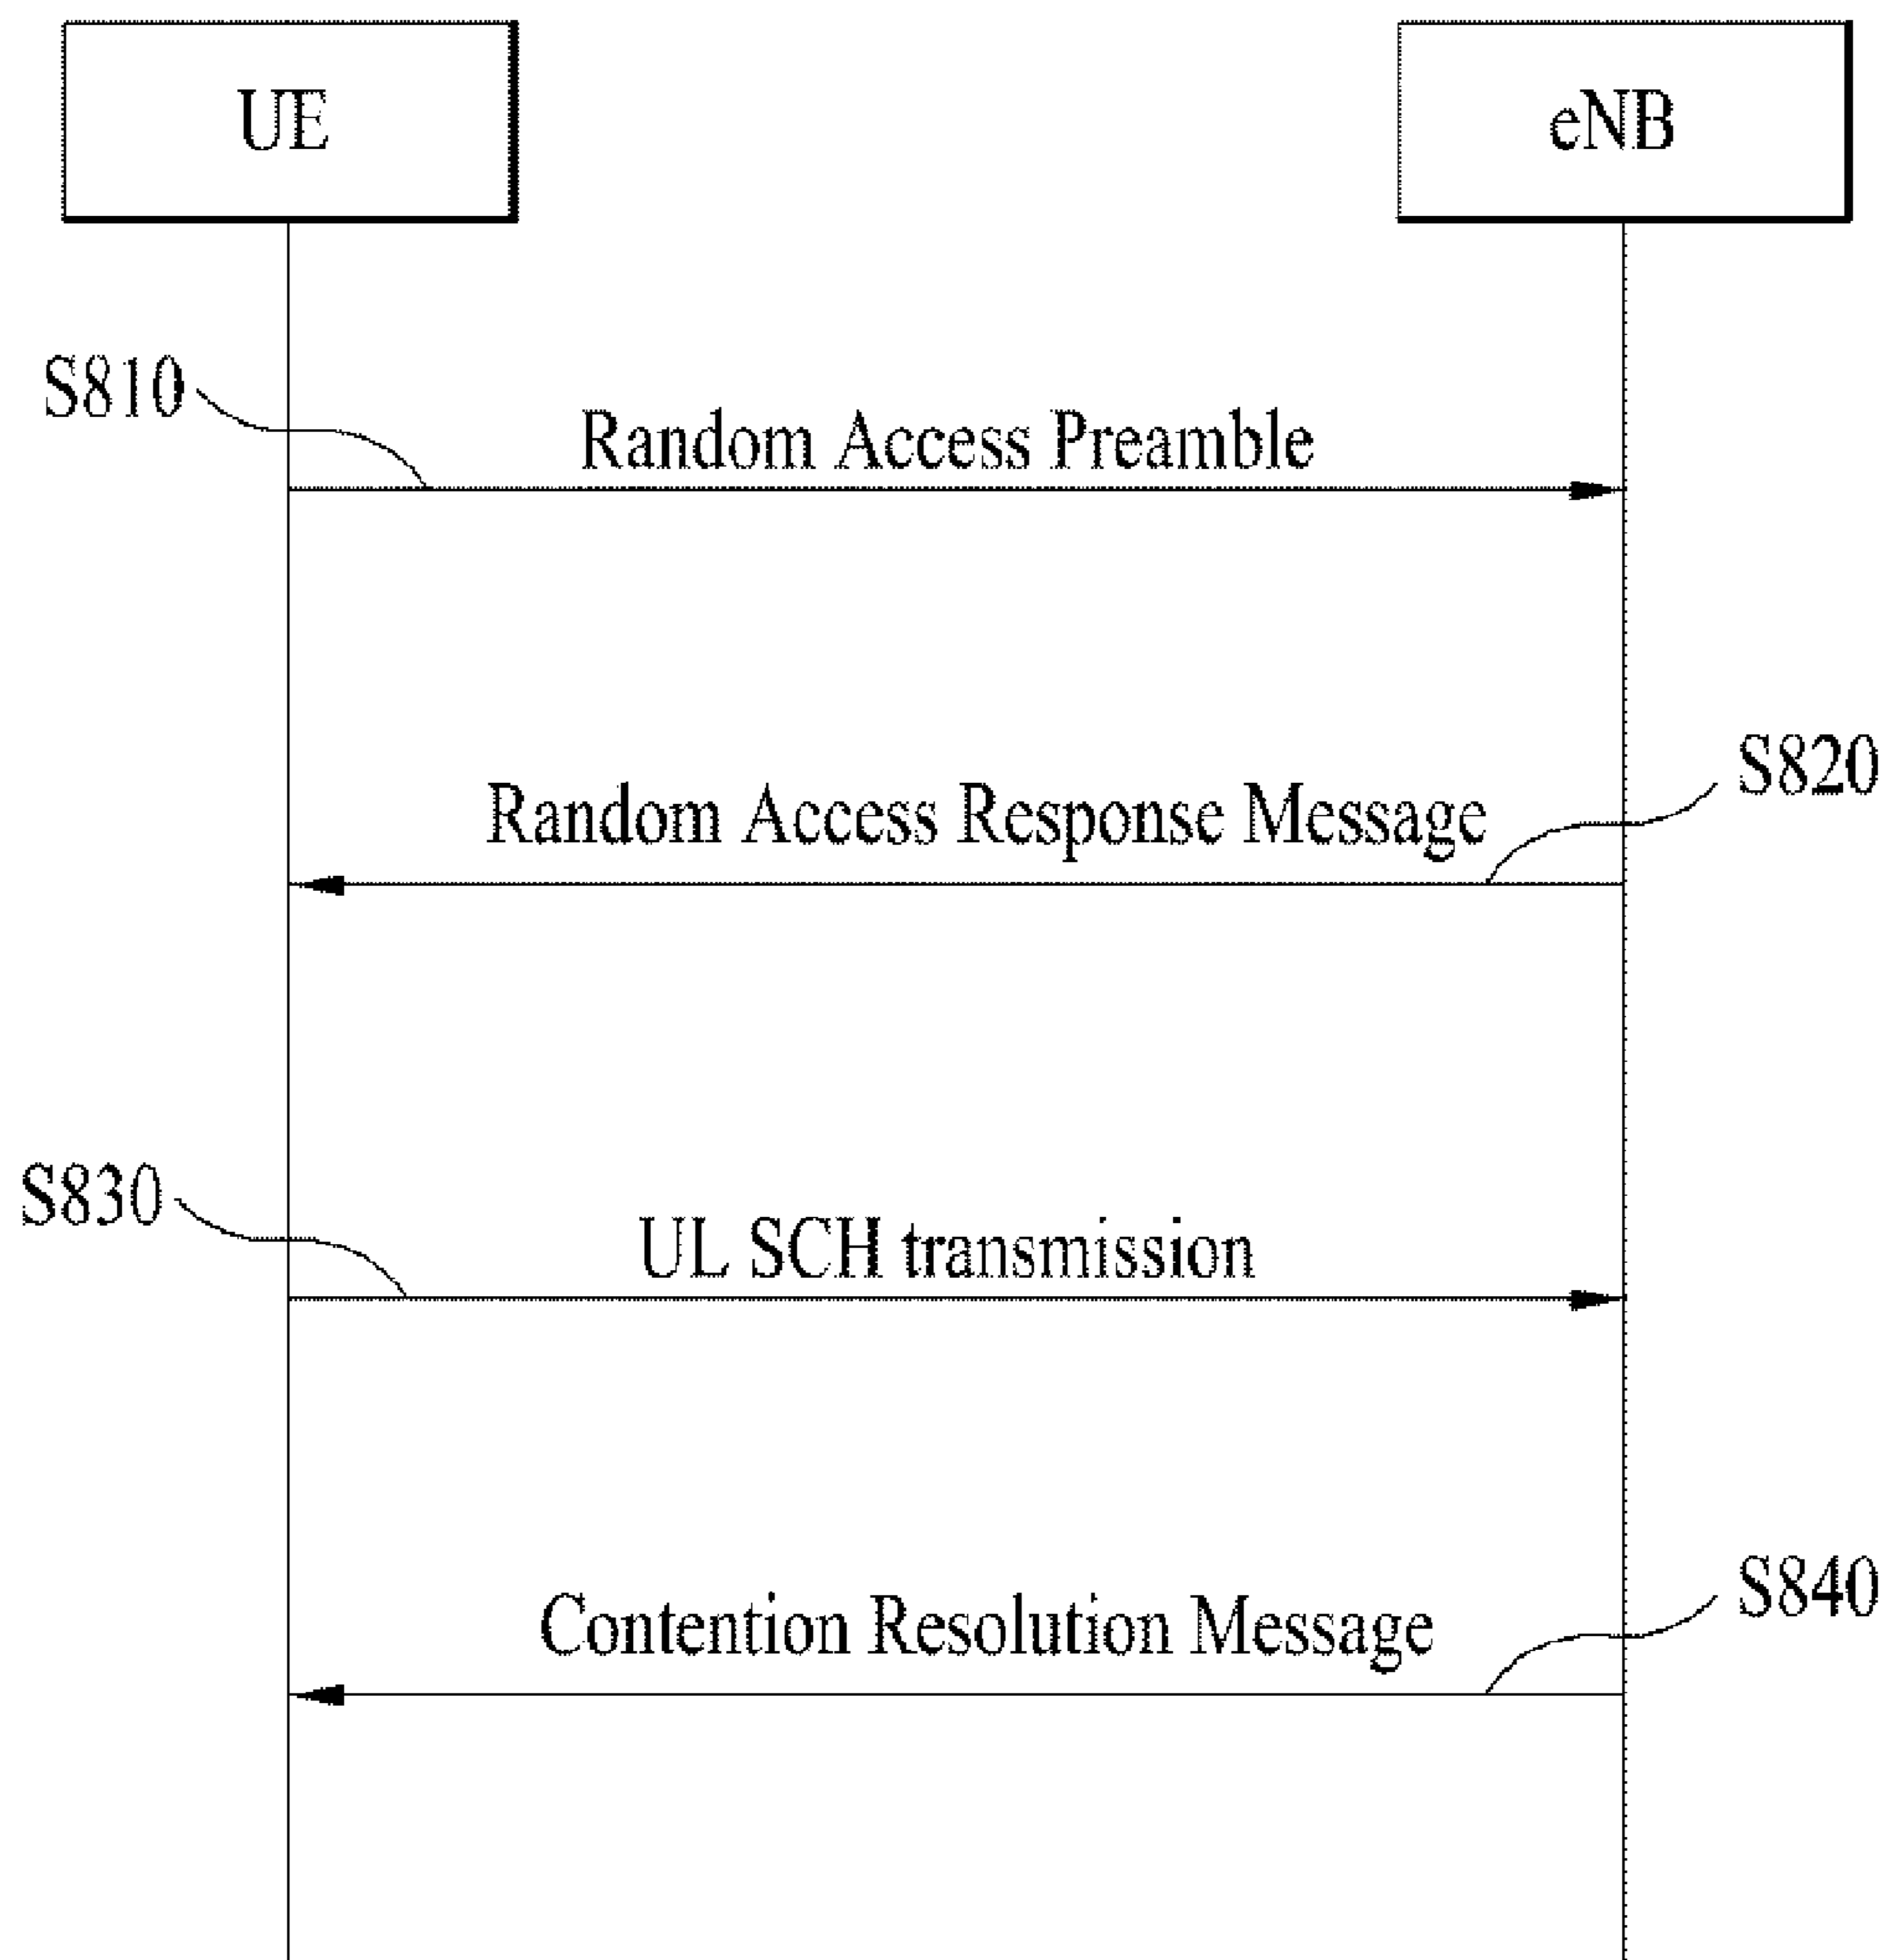 UE
eNB
S810
Random Access Preamble
S820
Random Access Response Message
S830
UL SCH transmission
S840
Contention Resolution Message